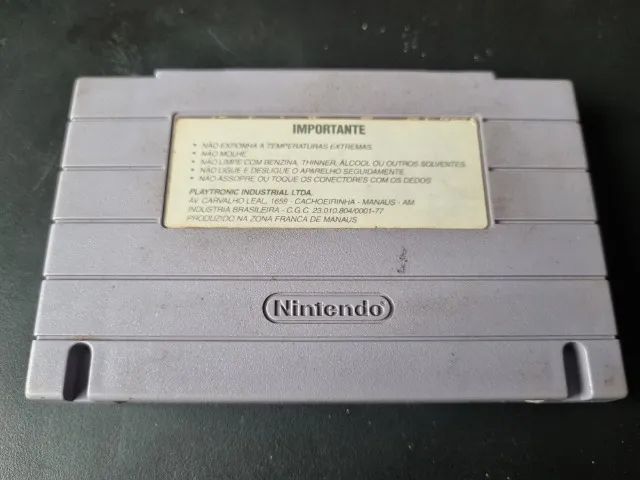 IMPORTANTE
• NÃO EXPONHA A TEMPERATURAS EXTREMAS.
• NÃO MOLHE
• NÃO LIMPE COM BENZINA, THINNER, ÁLCOOL OU OUTROS SOLVENTES.
• NÃO LIGUE E DESLIGUE O APARELHO SEGUIDAMENTE.
• NÃO ASSOPRE OU TOQUE OS CONECTORES COM OS DEDOS
PLAYTRONIC INDUSTRIAL LTDA.
AV. CARVALHO LEAL, 1659 - CACHOEIRINHA - MANAUS - AM
INDÚSTRIA BRASILEIRA - C.G.C. 23.010.804/0001-77
PRODUZIDO NA ZONA FRANCA DE MANAUS
Nintendo